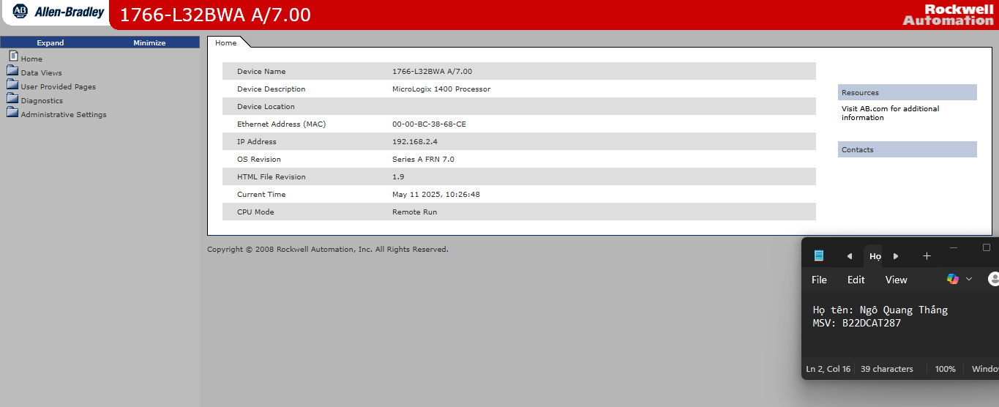 Allen-Bradley
1766-L32BWA A/7.00
Rockwell
Automation
Expand Minimize
Home
Data Views
User Provided Pages
Diagnostics
Administrative Settings
Home
Device Name 1766-L32BWA A/7.00
Device Description MicroLogix 1400 Processor
Device Location
Ethernet Address (MAC) 00-00-BC-38-68-CE
IP Address 192.168.2.4
OS Revision Series A FRN 7.0
HTML File Revision 1.9
Current Time May 11 2025, 10:26:48
CPU Mode Remote Run
Resources
Visit AB.com for additional
information
Contacts
Copyright © 2008 Rockwell Automation, Inc. All Rights Reserved.
Họ
File Edit View
Họ tên: Ngô Quang Thắng
MSV: B22DCAT287
Ln 2, Col 16 39 characters 100% Window